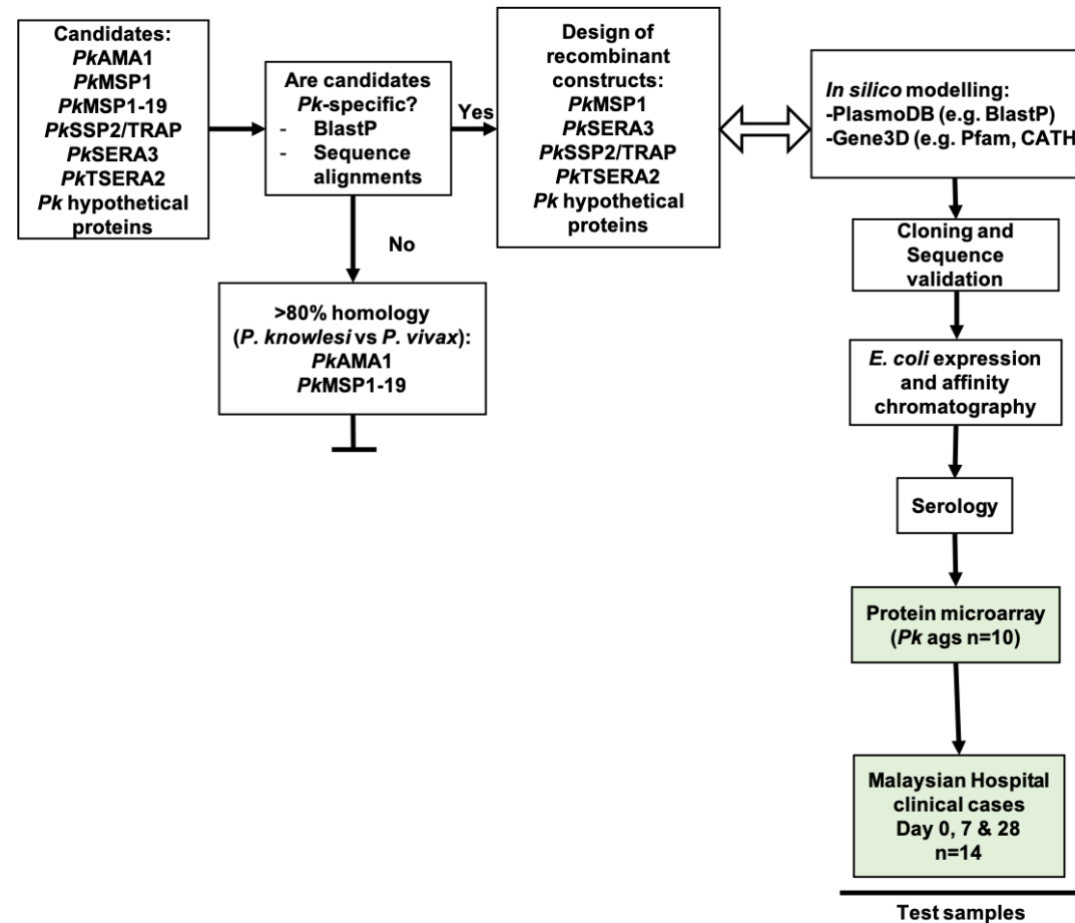 Candidates:
PkAMA1
PkMSP1
PkMSP1-19
PkSSP2/TRAP
PkSERA3
PkTSERA2
Pk hypothetical
proteins
Are candidates
Pk-specific?
- BlastP
- Sequence
alignments
Yes
No
>80% homology
(P. knowlesi vs P. vivax):
PkAMA1
PkMSP1-19
Design of
recombinant
constructs:
PkMSP1
PkSERA3
PkSSP2/TRAP
PkTSERA2
Pk hypothetical
proteins
In silico modelling:
-PlasmoDB (e.g. BlastP)
-Gene3D (e.g. Pfam, CATH
Cloning and
Sequence
validation
E. coli expression
and affinity
chromatography
Serology
Protein microarray
(Pk ags n=10)
Malaysian Hospital
clinical cases
Day 0, 7 & 28
n=14
Test samples